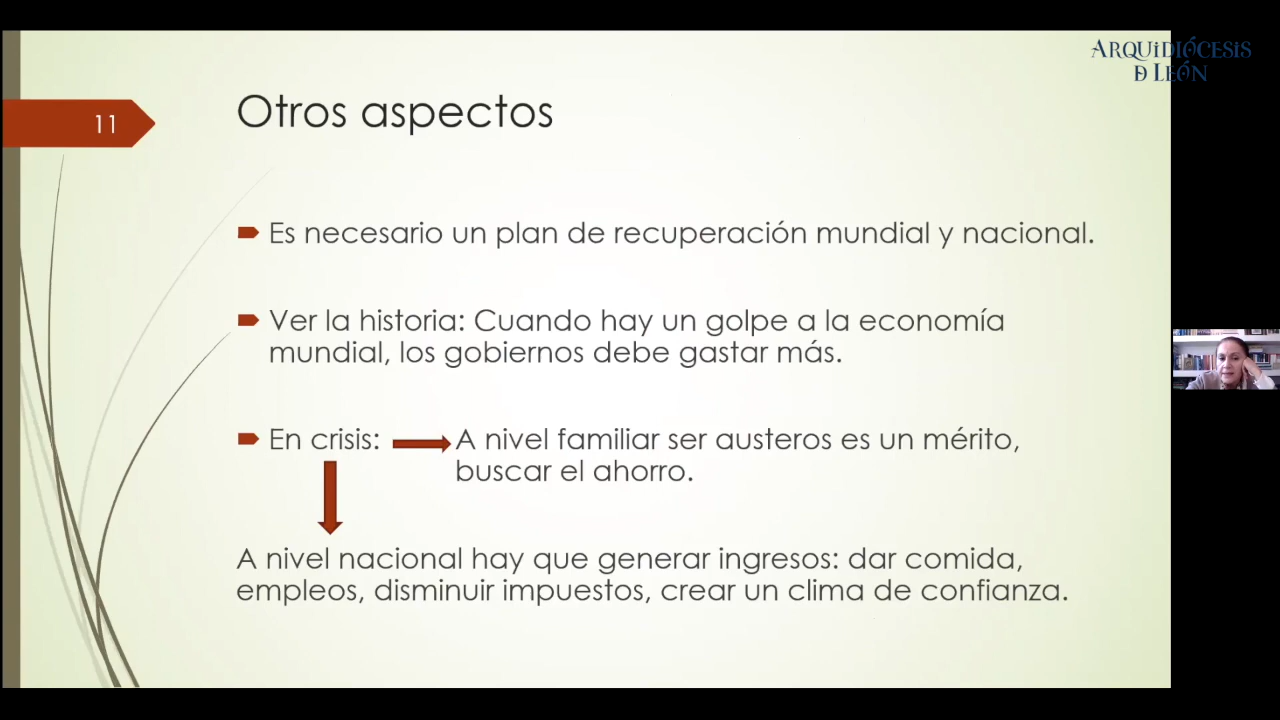 ARQUIDIÓCESIS
D LEÓN
11
Otros aspectos
Es necesario un plan de recuperación mundial y nacional.
Ver la historia: Cuando hay un golpe a la economía
mundial, los gobiernos debe gastar más.
En crisis:
A nivel familiar ser austeros es un mérito,
buscar el ahorro.
A nivel nacional hay que generar ingresos: dar comida,
empleos, disminuir impuestos, crear un clima de confianza.